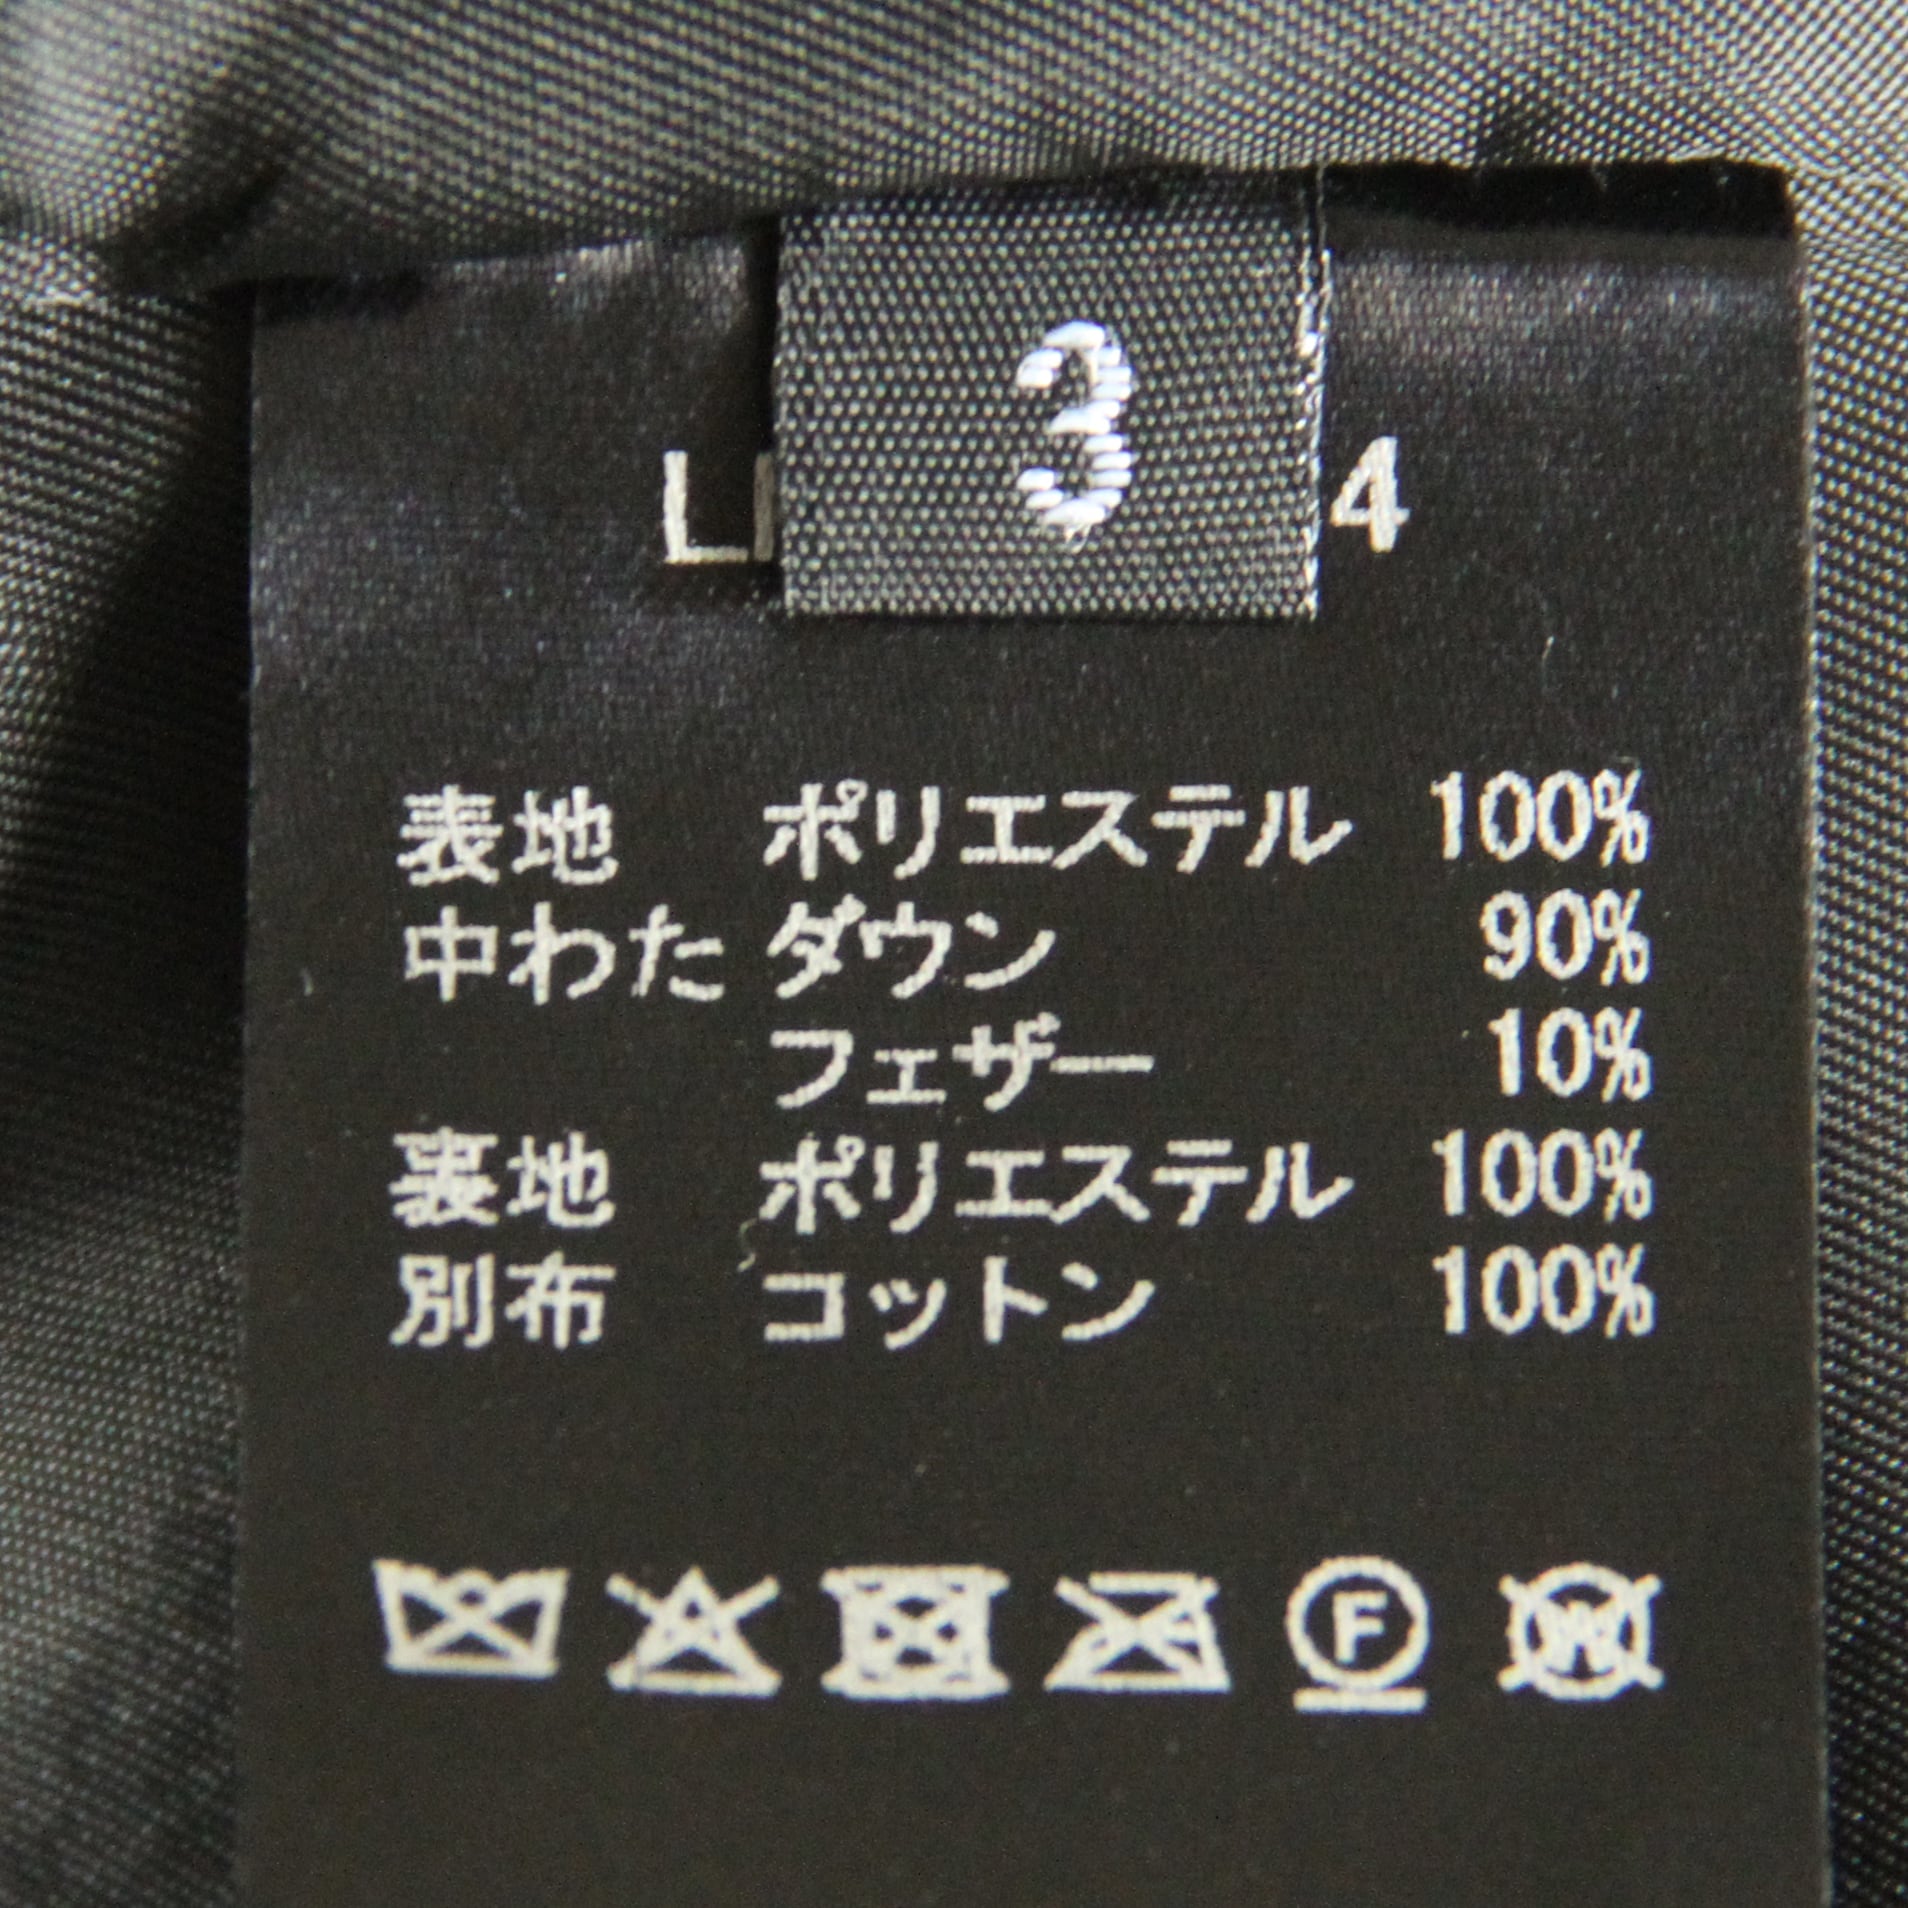 3
4
表地 ポリエステル 100%
中わた ダウン 90%
フェザー 10%
裏地 ポリエステル 100%
別布 コットン 100%
F W